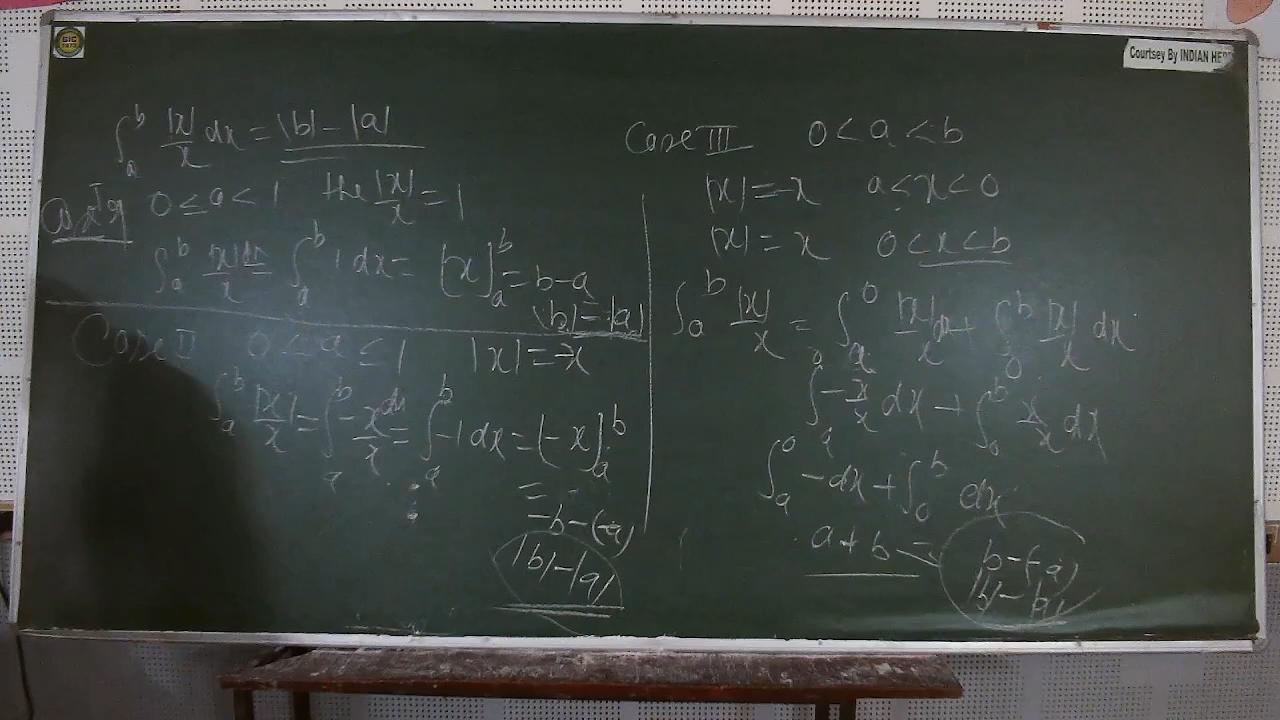 Courtsey By INDIAN HE
∫_a^b |x|/x dx = |b| - |a|
0 ≤ a < 1 the |x|/x = 1
∫_a^b |x|dx/x = ∫_a^b 1 dx = [x]_a^b = b-a
|b| - |a|
Case II 0 < a ≤ 1 |x| = -x
∫_a^b |x|/x = ∫_a^b -x/x dx = ∫_a^b -1 dx = (-x]_a^b
=
-b-(-a)
|b|-|a|
Case III 0 < a < b
|x| = -x a < x < 0
|x| = x 0 < x < b
∫_a^b |x|/x = ∫_a^0 |x|/x dx + ∫_0^b |x|/x dx
∫_a^0 -x/x dx + ∫_0^b x/x dx
∫_a^0 -dx + ∫_0^b dx
a + b =
b-(-a)
|b| - |a|